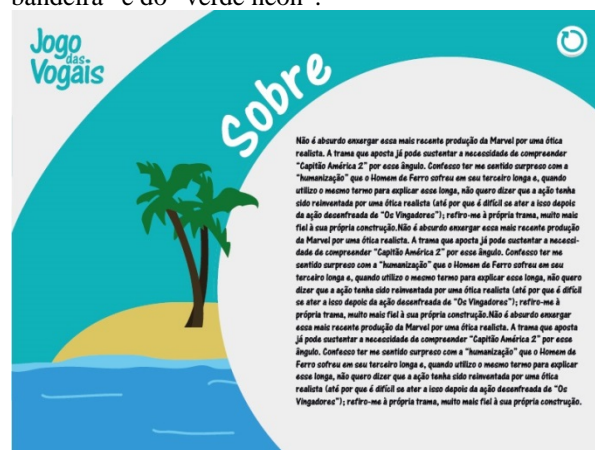 bandeira" e do "verde neon".
Jogo
das
Vogais
Sobre
Não é absurdo enxergar essa mais recente produção da Marvel por uma ótica
realista. A trama que aposta já pode sustentar a necessidade de compreender
"Capitão América 2" por esse ângulo. Confesso ter me sentido surpreso com a
"humanização" que o Homem de Ferro sofreu em seu terceiro longa e, quando
utilizo o mesmo termo para explicar esse longa, não quero dizer que a ação tenha
sido reinventada por uma ótica realista (até por que é difícil se ater a isso depois
da ação desenfreada de "Os Vingadores"); refiro-me à própria trama, muito mais
fiel à sua própria construção.Não é absurdo enxergar essa mais recente produção
da Marvel por uma ótica realista. A trama que aposta já pode sustentar a necessi-
dade de compreender "Capitão América 2" por esse ângulo. Confesso ter me
sentido surpreso com a "humanização" que o Homem de Ferro sofreu em seu
terceiro longa e, quando utilizo o mesmo termo para explicar esse longa, não quero
dizer que a ação tenha sido reinventada por uma ótica realista (até por que é difícil
se ater a isso depois da ação desenfreada de "Os Vingadores"); refiro-me à
própria trama, muito mais fiel à sua própria construção.Não é absurdo enxergar
essa mais recente produção da Marvel por uma ótica realista. A trama que aposta
já pode sustentar a necessidade de compreender "Capitão América 2" por esse
ângulo. Confesso ter me sentido surpreso com a "humanização" que o Homem de
Ferro sofreu em seu terceiro longa e, quando utilizo o mesmo termo para explicar
esse longa, não quero dizer que a ação tenha sido reinventada por uma ótica
realista (até por que é difícil se ater a isso depois da ação desenfreada de "Os
Vingadores"); refiro-me à própria trama, muito mais fiel à sua própria construção.